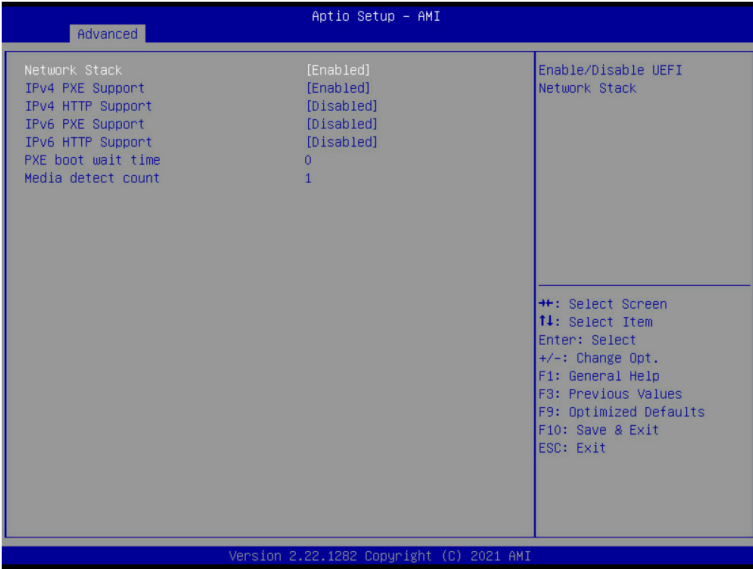 Aptio Setup – AMI
Advanced
Network Stack [Enabled]
IPv4 PXE Support [Enabled]
IPv4 HTTP Support [Disabled]
IPv6 PXE Support [Disabled]
IPv6 HTTP Support [Disabled]
PXE boot wait time 0
Media detect count 1
Enable/Disable UEFI
Network Stack
→←: Select Screen
↑↓: Select Item
Enter: Select
+/-: Change Opt.
F1: General Help
F3: Previous Values
F9: Optimized Defaults
F10: Save & Exit
ESC: Exit
Version 2.22.1282 Copyright (C) 2021 AMI